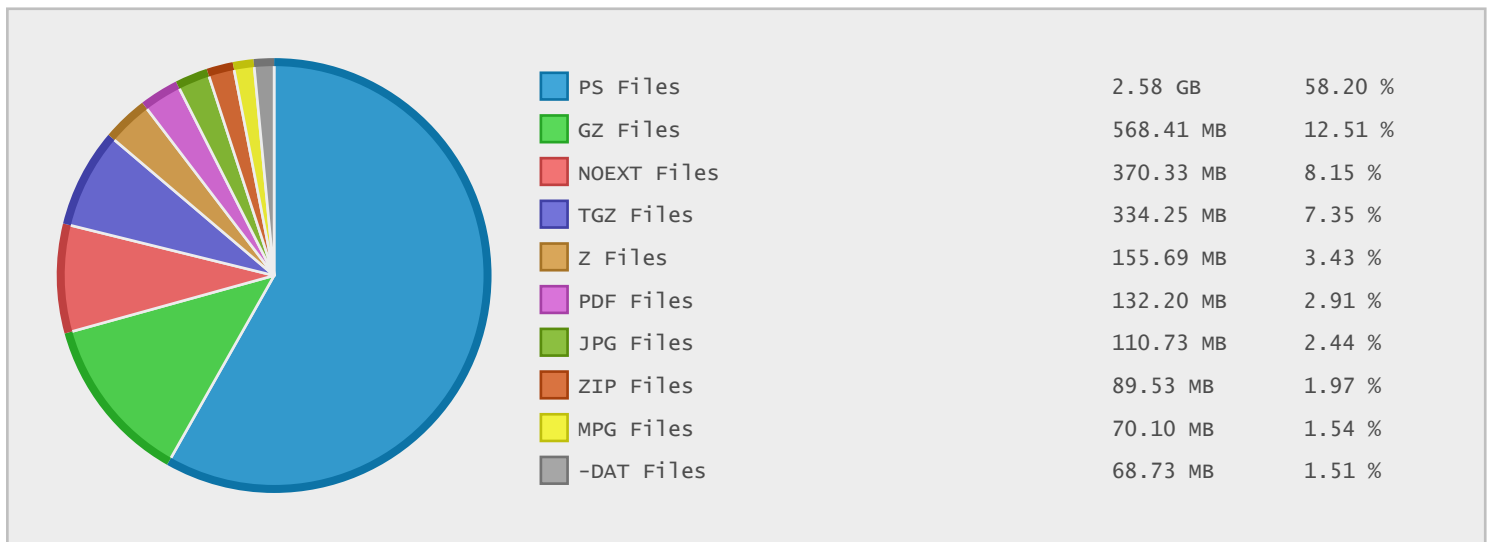 PS Files 2.58 GB 58.20 %
GZ Files 568.41 MB 12.51 %
NOEXT Files 370.33 MB 8.15 %
TGZ Files 334.25 MB 7.35 %
Z Files 155.69 MB 3.43 %
PDF Files 132.20 MB 2.91 %
JPG Files 110.73 MB 2.44 %
ZIP Files 89.53 MB 1.97 %
MPG Files 70.10 MB 1.54 %
-DAT Files 68.73 MB 1.51 %